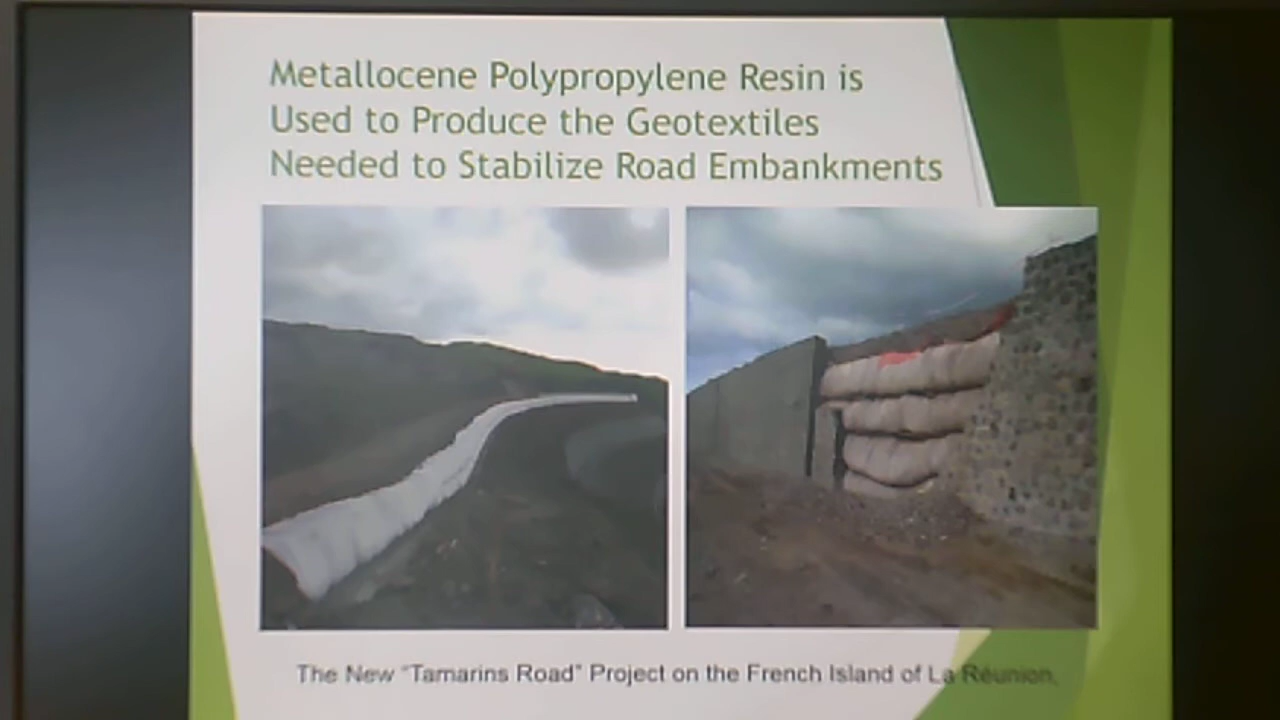 Metallocene Polypropylene Resin is
Used to Produce the Geotextiles
Needed to Stabilize Road Embankments
The New "Tamarins Road" Project on the French Island of La Réunion.